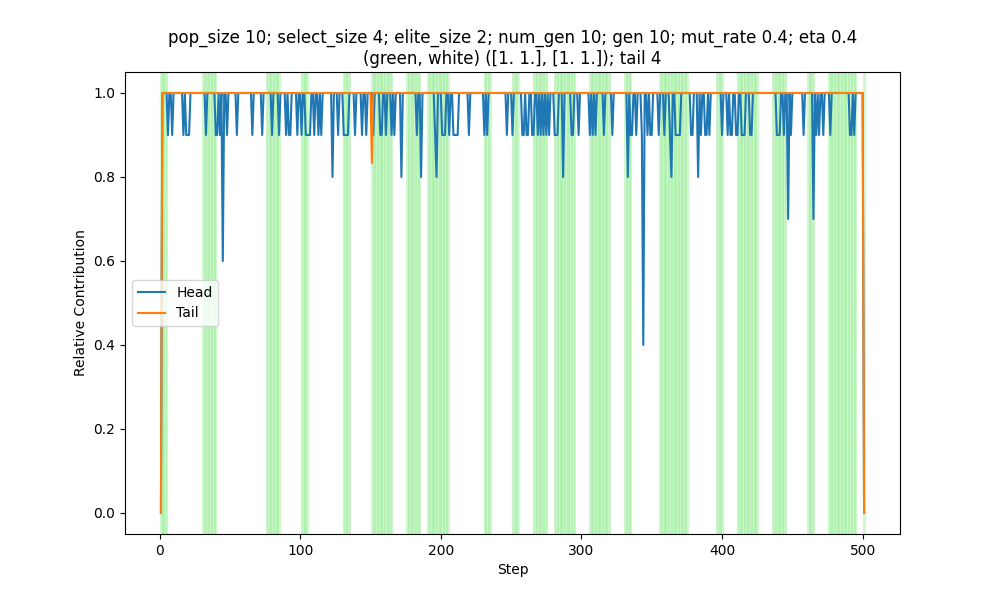 pop_size 10; select_size 4; elite_size 2; num_gen 10; gen 10; mut_rate 0.4; eta 0.4
(green, white) ([1. 1.], [1. 1.]); tail 4
1.0
0.8
0.6
0.4
0.2
0.0
Relative Contribution
Head
Tail
0 100 200 300 400 500
Step